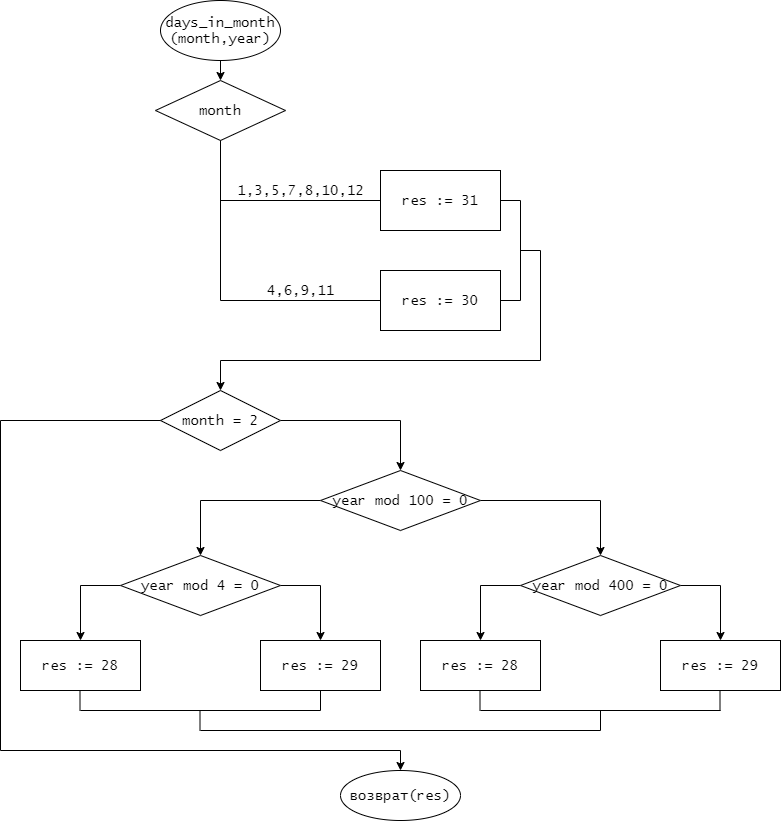 days_in_month
(month,year)
month
1,3,5,7,8,10,12
res := 31
4,6,9,11
res := 30
month = 2
year mod 100 = 0
year mod 4 = 0
year mod 400 = 0
res := 28
res := 29
res := 28
res := 29
возврат(res)